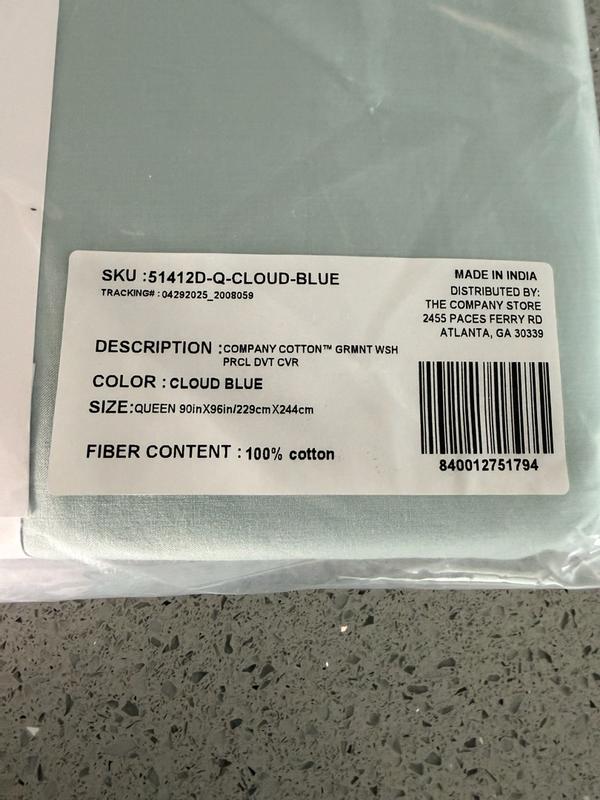 SKU :51412D-Q-CLOUD-BLUE
TRACKING# : 04292025_2008059
MADE IN INDIA
DISTRIBUTED BY:
THE COMPANY STORE
2455 PACES FERRY RD
ATLANTA, GA 30339
DESCRIPTION :COMPANY COTTON™ GRMNT WSH
PRCL DVT CVR
COLOR : CLOUD BLUE
SIZE:QUEEN 90inX96in/229cmX244cm
FIBER CONTENT : 100% cotton
840012751794